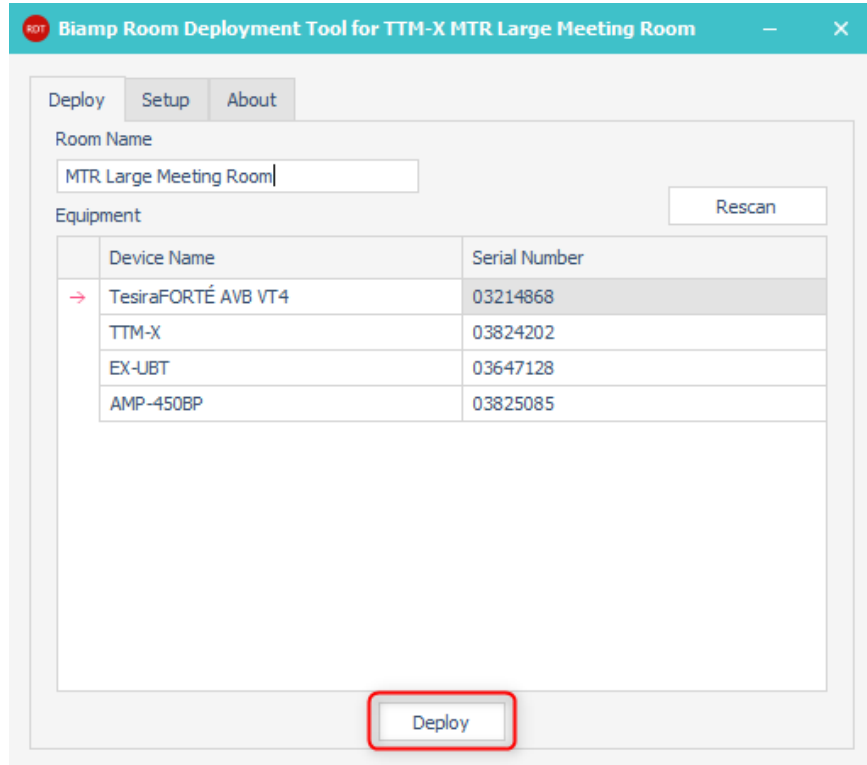 RDT Biamp Room Deployment Tool for TTM-X MTR Large Meeting Room
Deploy Setup About
Room Name
MTR Large Meeting Room
Rescan
Equipment
Device Name Serial Number
TesiraFORTÉ AVB VT4 03214868
TTM-X 03824202
EX-UBT 03647128
AMP-450BP 03825085
Deploy